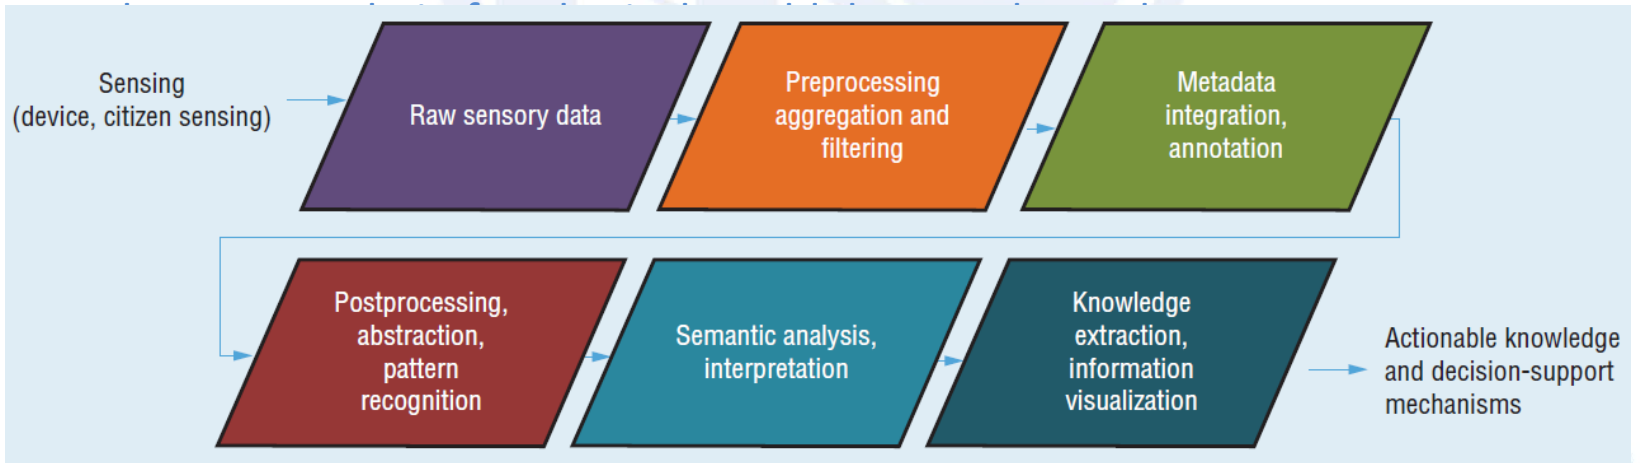 Sensing
(device, citizen sensing)
Raw sensory data
Preprocessing
aggregation and
filtering
Metadada
integration,
annotation
Postprocessing,
abstraction,
pattern
recognition
Semantic analysis,
interpretation
Knowledge
extraction,
information
visualization
Actionable knowledge
and decision-support
mechanisms